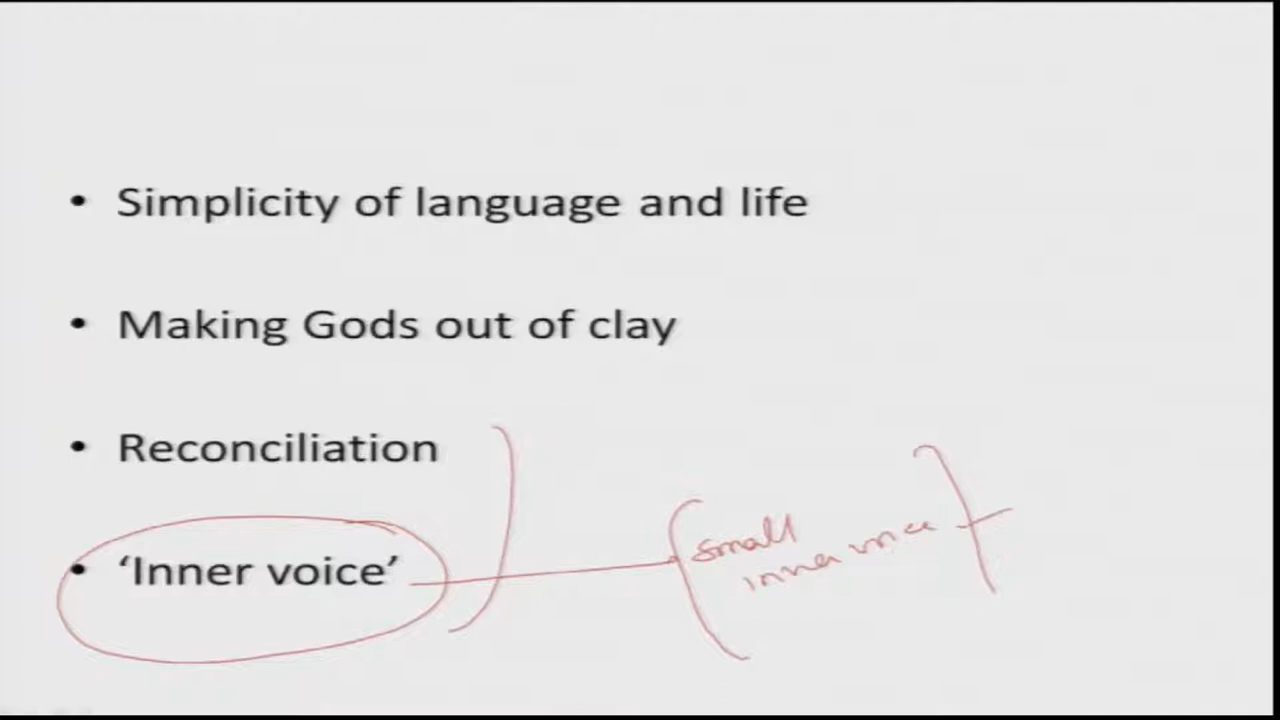 • Simplicity of language and life
• Making Gods out of clay
• Reconciliation
• ‘Inner voice’
small
inner voice